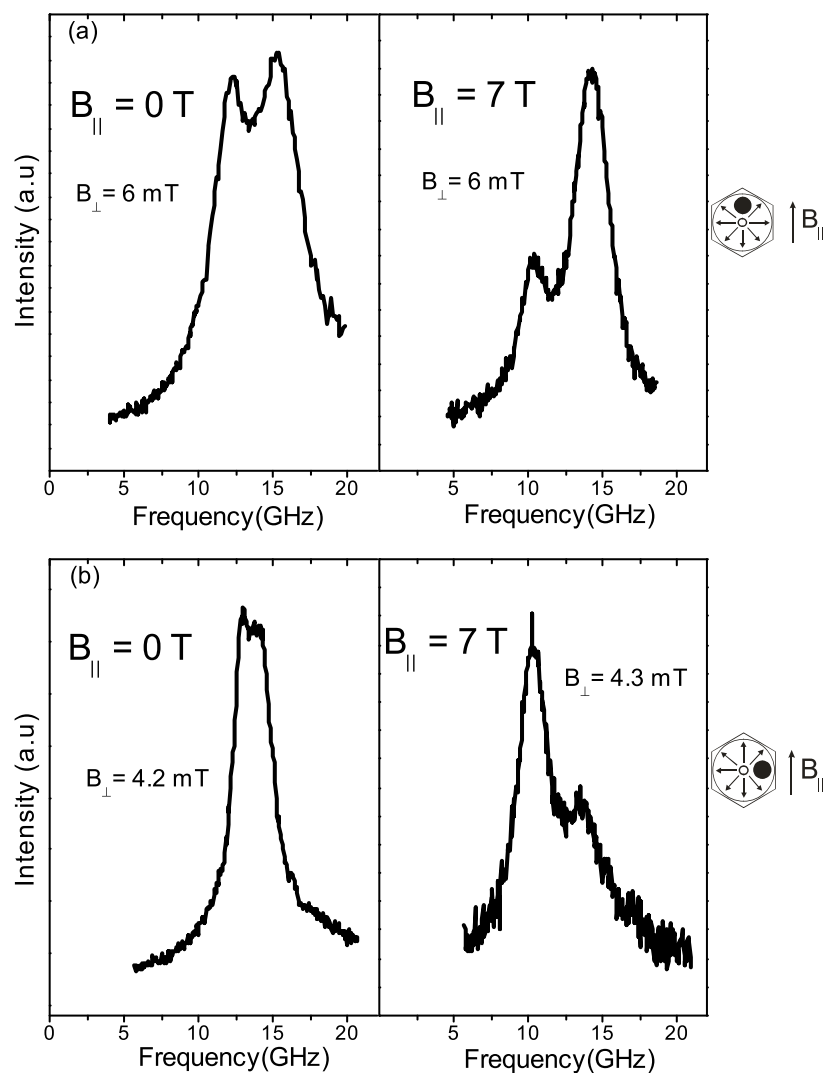 (a)
B|| = 0 T
B⊥= 6 mT
B|| = 7 T
B⊥= 6 mT
B||
Intensity (a.u)
5 10 15 20
5 10 15 20
0
Frequency(GHz)
Frequency(GHz)
(b)
B|| = 0 T
B⊥= 4.2 mT
B|| = 7 T
B⊥= 4.3 mT
B||
Intensity (a.u)
0 5 10 15 20
5 10 15 20
Frequency(GHz)
Frequency(GHz)